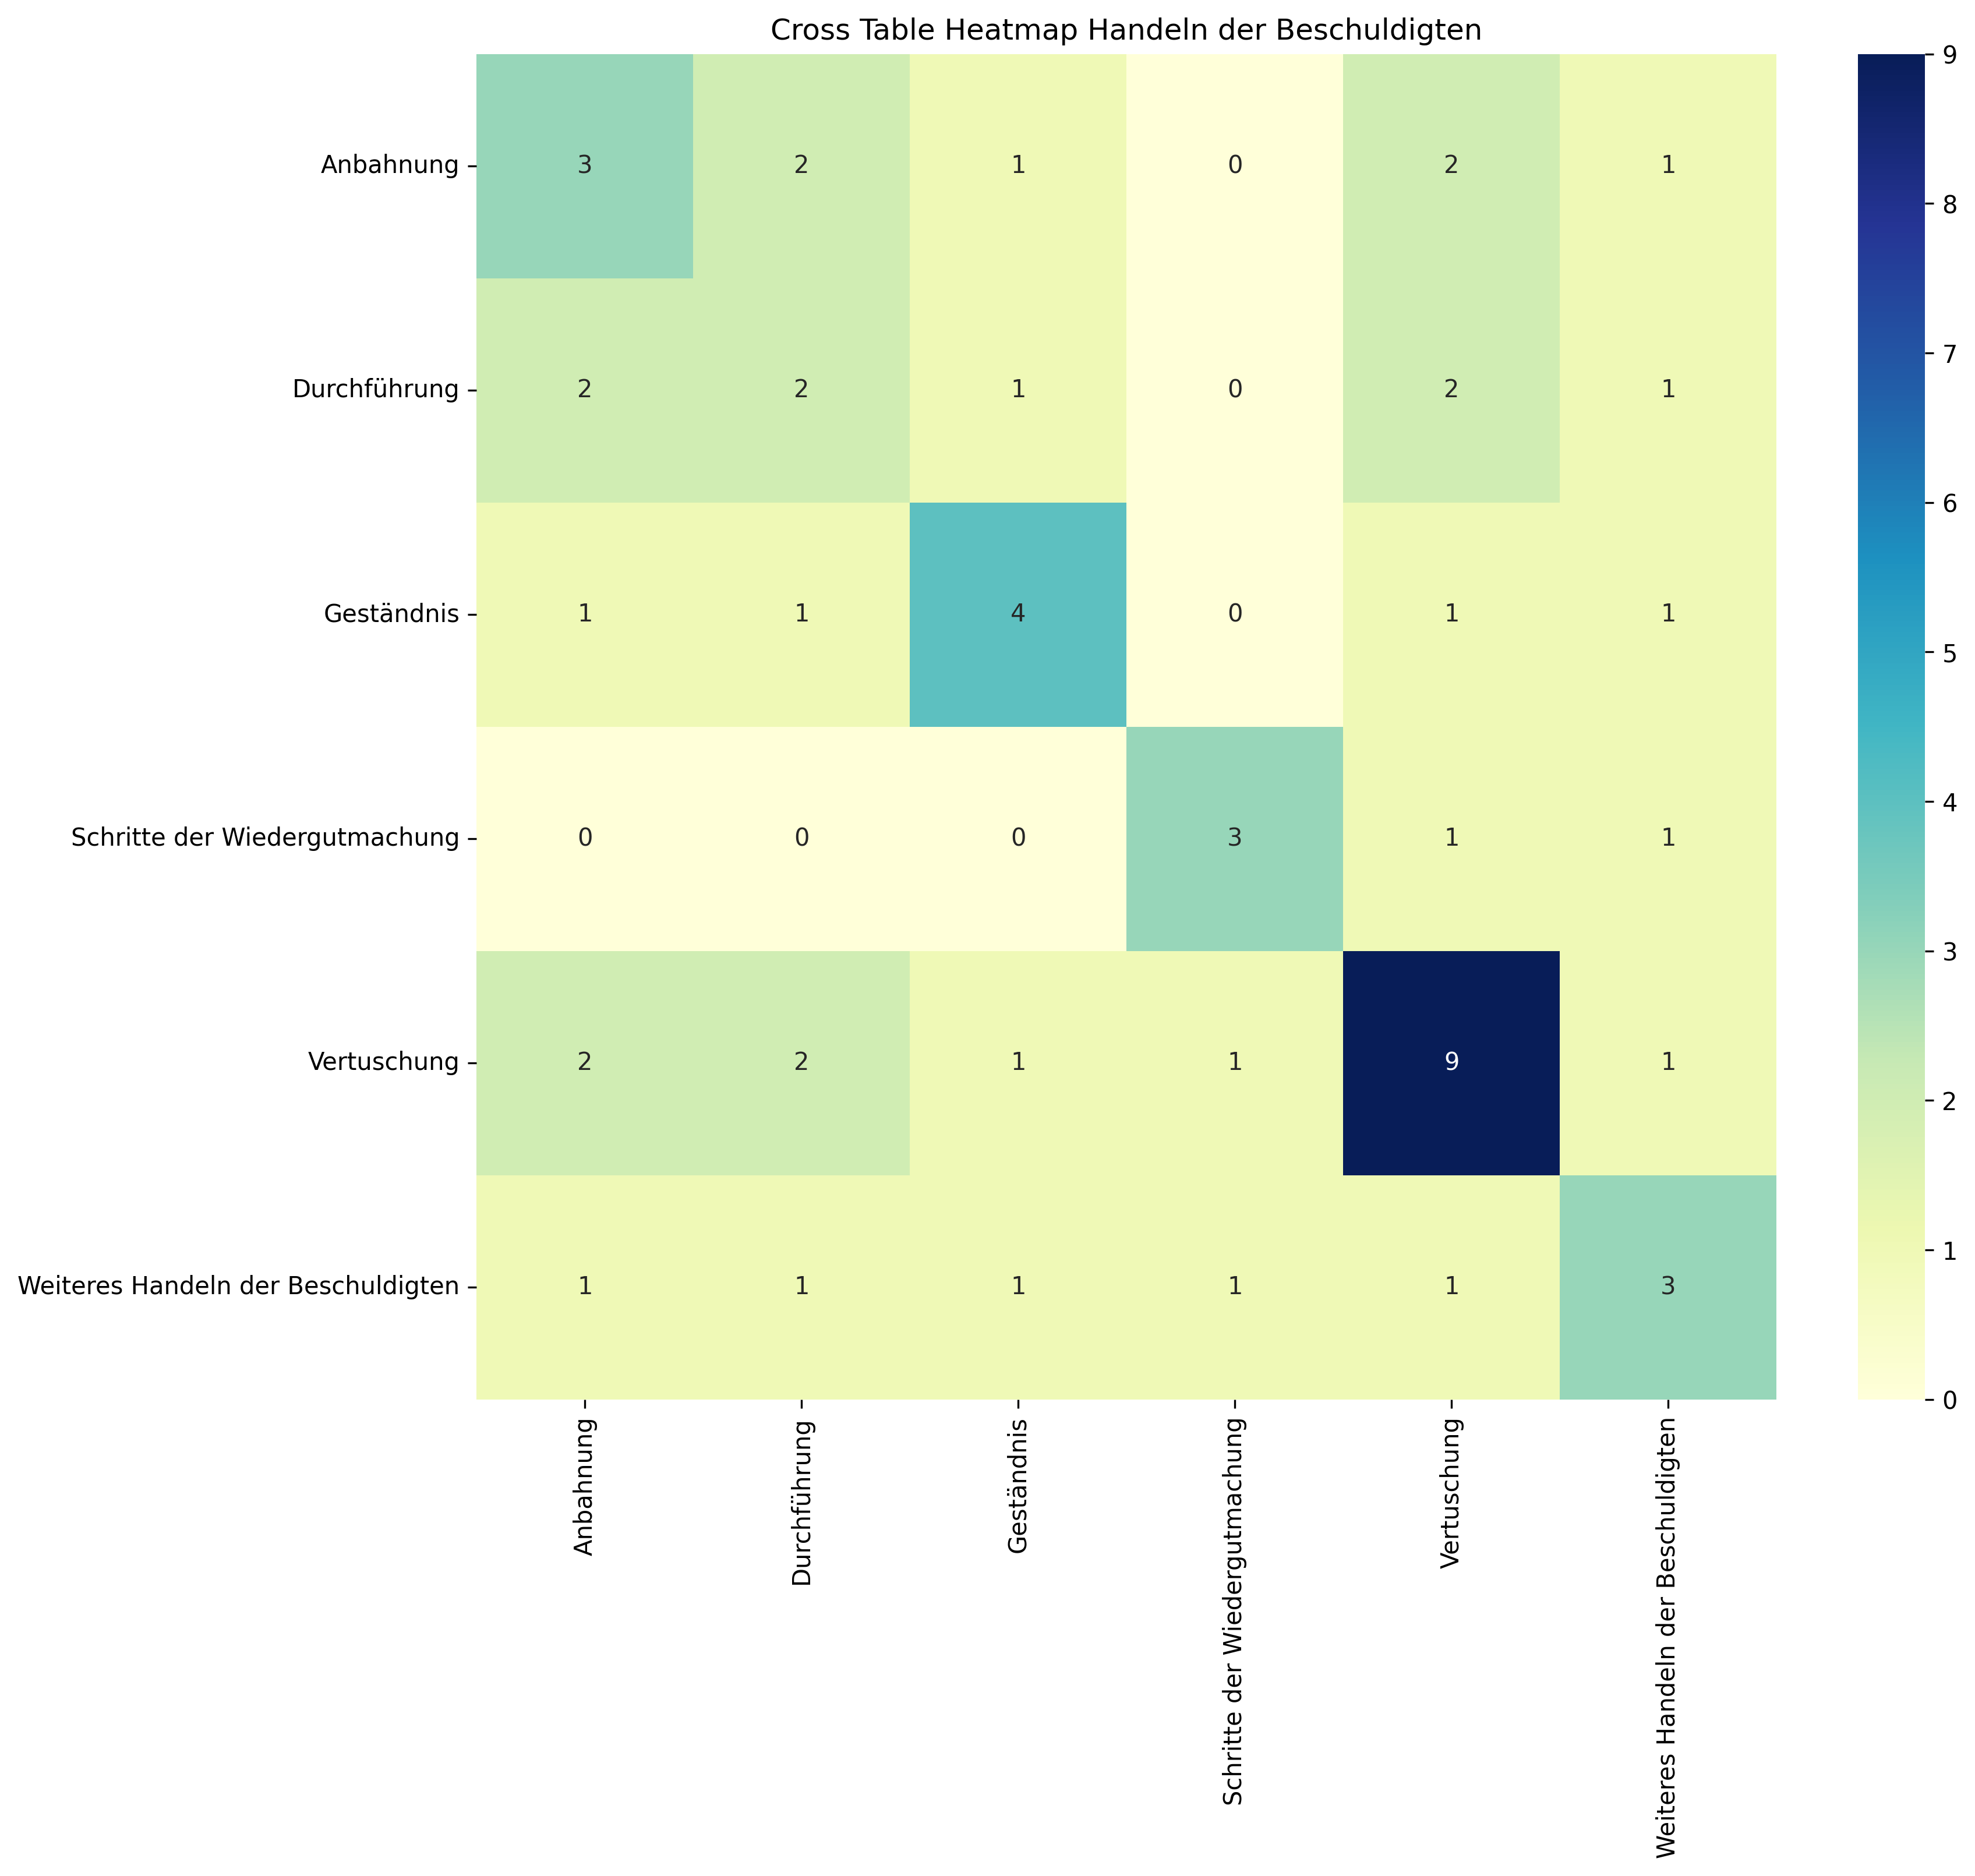 Cross Table Heatmap Handeln der Beschuldigten
Anbahnung 3 2 1 0 2 1
Durchführung 2 2 1 0 2 1
Geständnis 1 1 4 0 1 1
Schritte der Wiedergutmachung 0 0 0 3 1 1
Vertuschung 2 2 1 1 9 1
Weiteres Handeln der Beschuldigten 1 1 1 1 1 3
Anbahnung
Durchführung
Geständnis
Schritte der Wiedergutmachung
Vertuschung
Weiteres Handeln der Beschuldigten
9
8
7
6
5
4
3
2
1
0